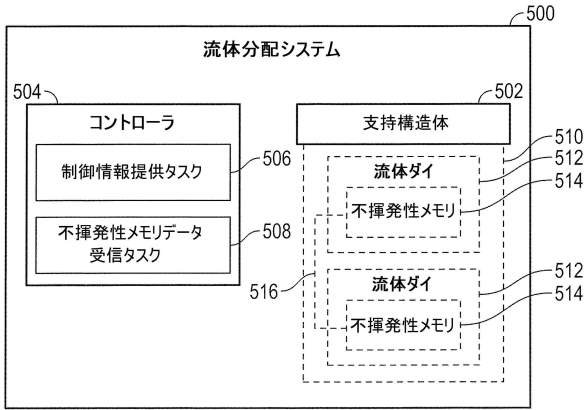 500
流体分配システム
504
コントローラ
制御情報提供タスク
506
不揮発性メモリデータ
受信タスク
508
502
支持構造体
510
512
流体ダイ
514
不揮発性メモリ
516
512
流体ダイ
514
不揮発性メモリ